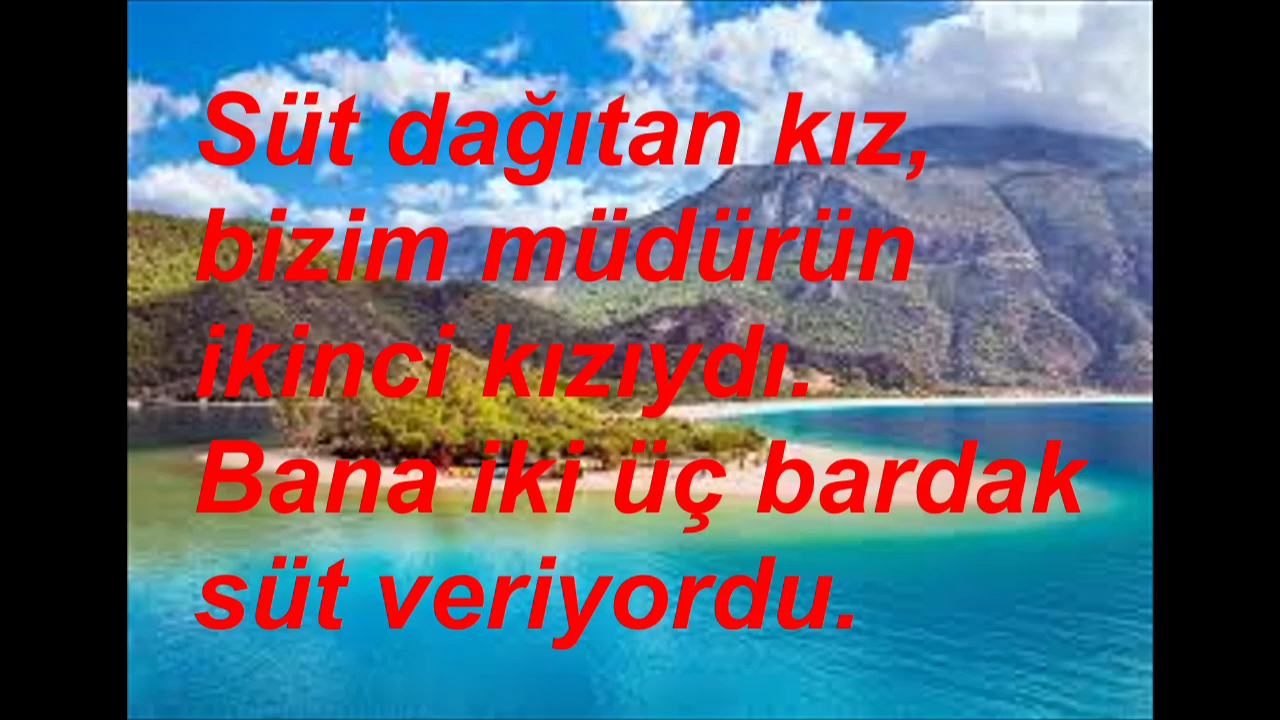 Süt dağıtan kız,
bizim müdürün
ikinci kızıydı.
Bana iki üç bardak
süt veriyordu.